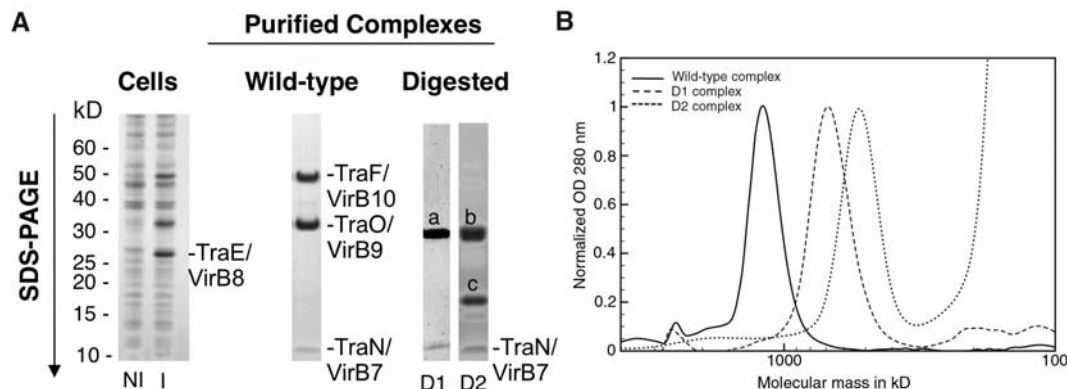 A
Purified Complexes
Cells
Wild-type
Digested
kD
60 -
50 -
40 -
30 -
25 -
20 -
15 -
10 -
SDS-PAGE
-TraE/
VirB8
-TraF/
VirB10
-TraO/
VirB9
-TraN/
VirB7
a
b
c
-TraN/
VirB7
NI I
D1 D2
B
Normalized OD 280 nm
1.2
1
0.8
0.6
0.4
0.2
0
Wild-type complex
D1 complex
D2 complex
1000
100
Molecular mass in kD